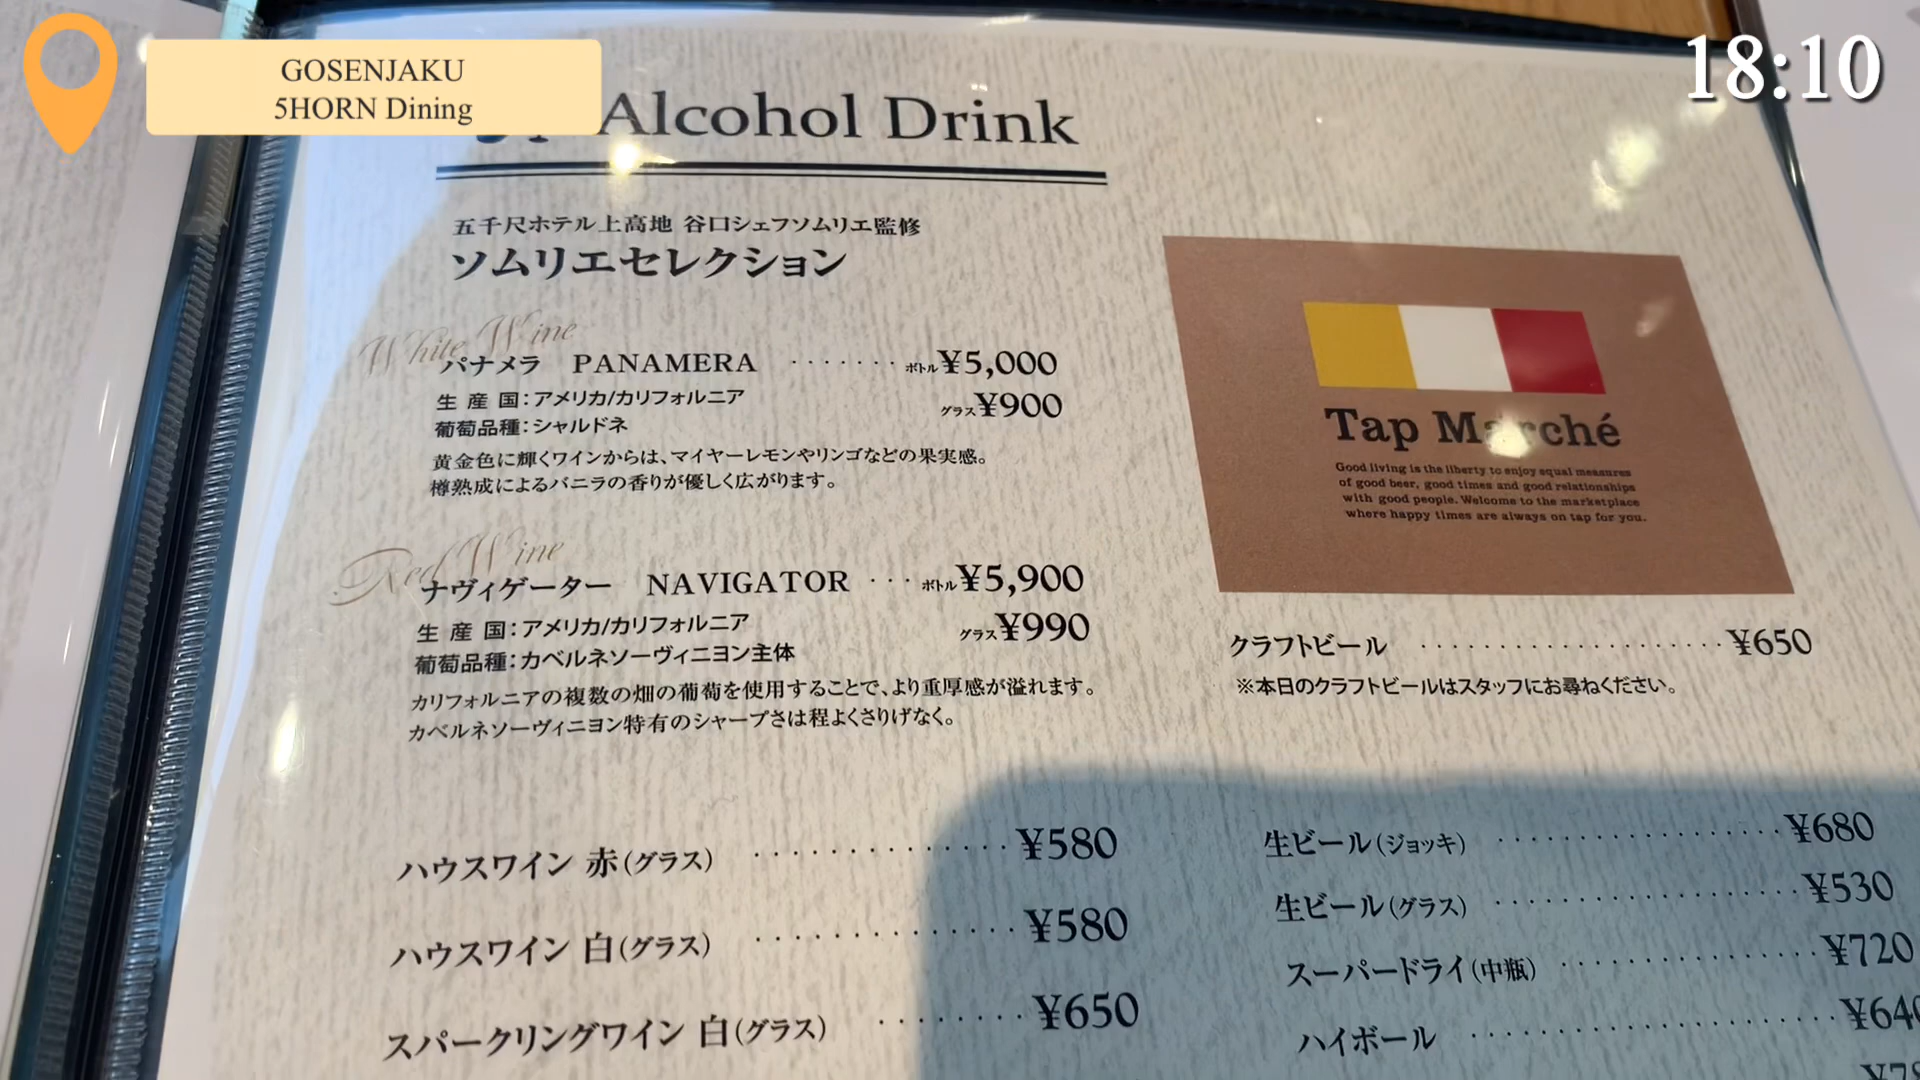 GOSENJAKU
5HORN Dining
18:10
Alcohol Drink
五千尺ホテル上高地 谷口シェフソムリエ監修
ソムリエセレクション
White Wine
パナメラ PANAMERA ······· ボトル¥5,000
生産国:アメリカ/カリフォルニア グラス¥900
葡萄品種:シャルドネ
黄金色に輝くワインからは、マイヤーレモンやリンゴなどの果実感。
樽熟成によるバニラの香りが優しく広がります。
Red Wine
ナヴィゲーター NAVIGATOR ··· ボトル¥5,900
生産国:アメリカ/カリフォルニア グラス¥990
葡萄品種:カベルネソーヴィニヨン主体
カリフォルニアの複数の畑の葡萄を使用することで、より重厚感が溢れます。
カベルネソーヴィニヨン特有のシャープさは程よくさりげなく。
ハウスワイン 赤(グラス) ············· ¥580
ハウスワイン 白(グラス) ············· ¥580
スパークリングワイン 白(グラス) ········ ¥650
Tap Marché
Good living is the liberty to enjoy equal measures
of good beer, good times and good relationships
with good people. Welcome to the marketplace
where happy times are always on tap for you.
クラフトビール ···················· ¥650
※本日のクラフトビールはスタッフにお尋ねください。
生ビール(ジョッキ) ··················· ¥680
生ビール(グラス) ···················· ¥530
スーパードライ(中瓶) ················ ¥720
ハイボール ······················ ¥640